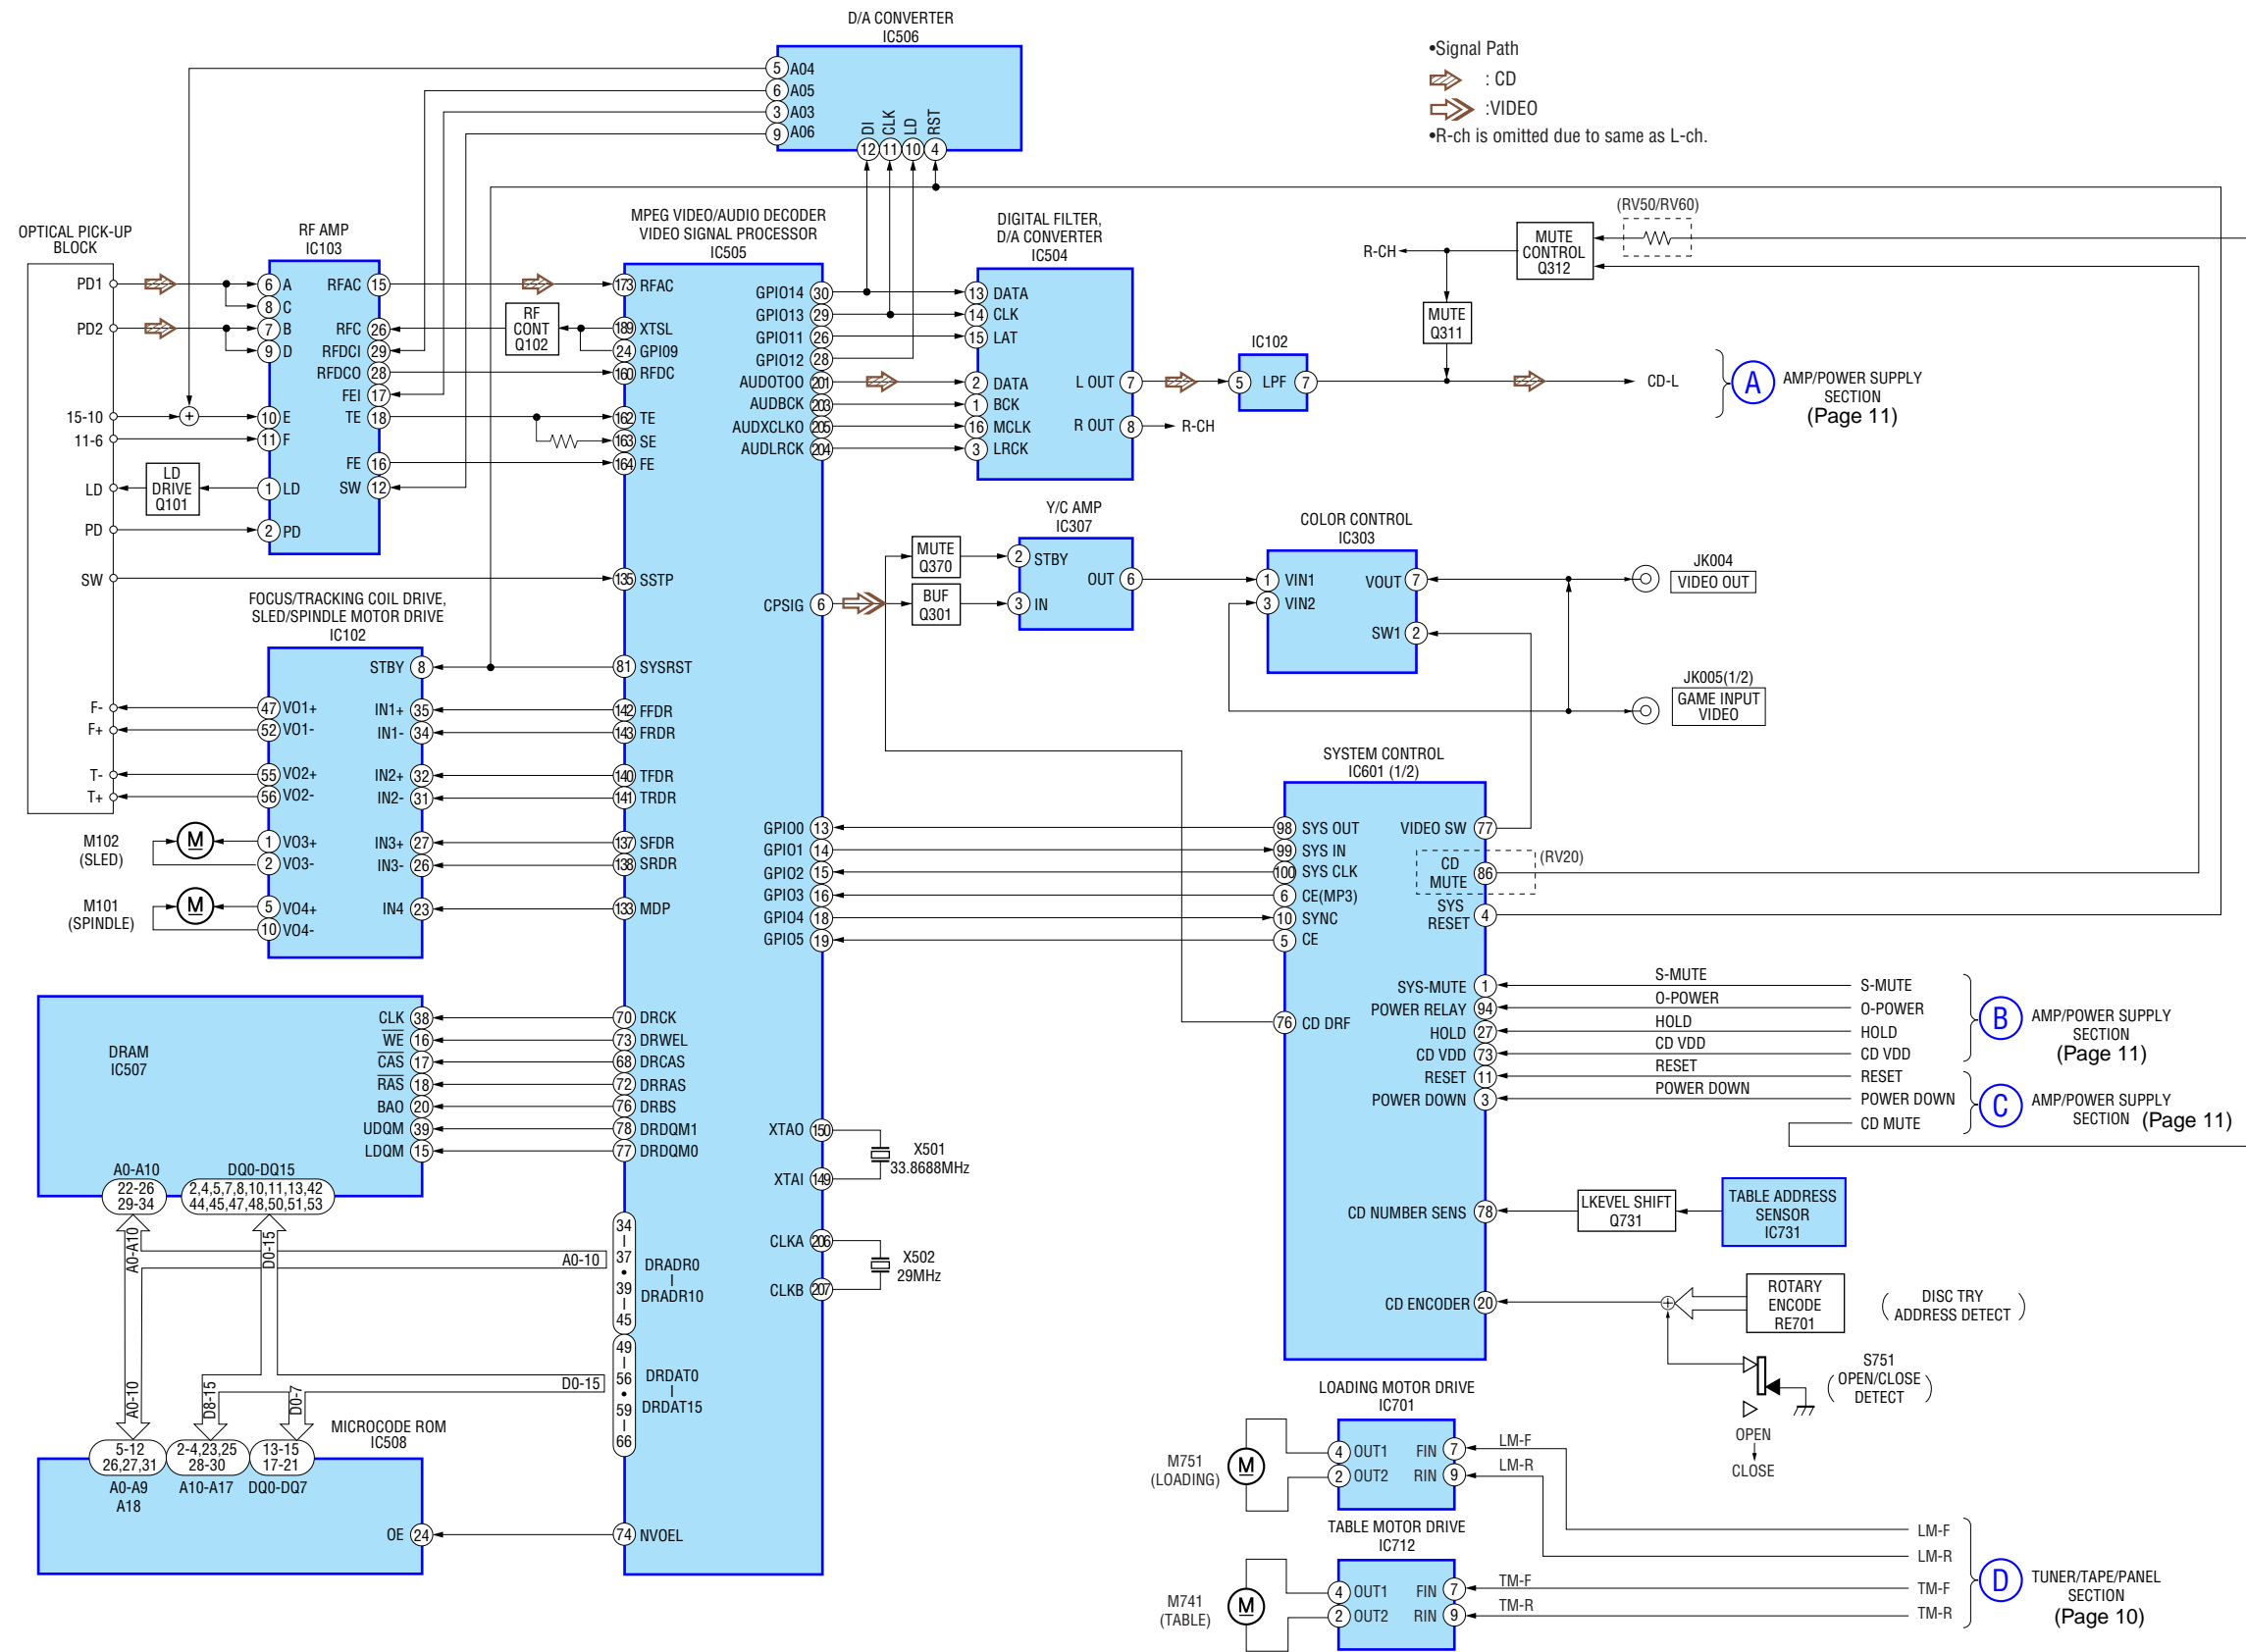 D/A CONVERTER
IC506
5 A04
6 A05
3 A03
9 A06
DI
CLK
LD
RST
12 11 10 4
•Signal Path
: CD
:VIDEO
•R-ch is omitted due to same as L-ch.
OPTICAL PICK-UP
BLOCK
PD1
PD2
15-10
11-6
LD
PD
SW
F-
F+
T-
T+
LD
DRIVE
Q101
RF AMP
IC103
6 A
8 C
7 B
9 D
10 E
11 F
1 LD
2 PD
RFAC 15
RFC 26
RFDCI 29
RFDCO 28
FEI 17
TE 18
FE 16
SW 12
RF
CONT
Q102
MPEG VIDEO/AUDIO DECODER
VIDEO SIGNAL PROCESSOR
IC505
173 RFAC
189 XTSL
24 GPI09
160 RFDC
162 TE
163 SE
164 FE
135 SSTP
81 SYSRST
142 FFDR
143 FRDR
140 TFDR
141 TRDR
137 SFDR
138 SRDR
133 MDP
70 DRCK
73 DRWEL
68 DRCAS
72 DRRAS
76 DRBS
78 DRDQM1
77 DRDQM0
34
37
39
45
DRADR0
DRADR10
49
56
59
66
DRDAT0
DRDAT15
74 NVOEL
GPIO14 30
GPIO13 29
GPIO11 26
GPIO12 28
AUDOTOO 201
AUDBCK 203
AUDXCLKO 205
AUDLRCK 204
CPSIG 6
GPIO0 13
GPIO1 14
GPIO2 15
GPIO3 16
GPIO4 18
GPIO5 19
XTAO 150
XTAI 149
X501
33.8688MHz
CLKA 206
CLKB 207
X502
29MHz
DIGITAL FILTER,
D/A CONVERTER
IC504
13 DATA
14 CLK
15 LAT
2 DATA
1 BCK
16 MCLK
3 LRCK
L OUT 7
R OUT 8
R-CH
IC102
5 LPF 7
R-CH
MUTE
CONTROL
Q312
(RV50/RV60)
MUTE
Q311
CD-L
A
AMP/POWER SUPPLY
SECTION
(Page 11)
MUTE
Q370
BUF
Q301
Y/C AMP
IC307
2 STBY
3 IN
OUT 6
COLOR CONTROL
IC303
1 VIN1
3 VIN2
VOUT 7
SW1 2
JK004
VIDEO OUT
JK005(1/2)
GAME INPUT
VIDEO
FOCUS/TRACKING COIL DRIVE,
SLED/SPINDLE MOTOR DRIVE
IC102
STBY 8
47 VO1+
52 VO1-
55 VO2+
56 VO2-
1 VO3+
2 VO3-
5 VO4+
10 VO4-
IN1+ 35
IN1- 34
IN2+ 32
IN2- 31
IN3+ 27
IN3- 26
IN4 23
M102
(SLED)
M
M101
(SPINDLE)
M
DRAM
IC507
CLK 38
WE 16
CAS 17
RAS 18
BAO 20
UDQM 39
LDQM 15
A0-A10
22-26
29-34
DQ0-DQ15
2,4,5,7,8,10,11,13,42
44,45,47,48,50,51,53
A0-A10
D0-15
A0-10
D0-15
A0-10
D8-15
D0-7
MICROCODE ROM
IC508
5-12
26,27,31
A0-A9
A18
2-4,23,25
28-30
A10-A17
13-15
17-21
DQ0-DQ7
OE 24
SYSTEM CONTROL
IC601 (1/2)
98 SYS OUT
99 SYS IN
100 SYS CLK
6 CE(MP3)
10 SYNC
5 CE
76 CD DRF
VIDEO SW 77
CD
MUTE 86
(RV20)
SYS
RESET 4
SYS-MUTE 1
POWER RELAY 94
HOLD 27
CD VDD 73
RESET 11
POWER DOWN 3
CD NUMBER SENS 78
CD ENCODER 20
S-MUTE
O-POWER
HOLD
CD VDD
RESET
POWER DOWN
S-MUTE
O-POWER
HOLD
CD VDD
RESET
POWER DOWN
CD MUTE
B
AMP/POWER SUPPLY
SECTION
(Page 11)
C
AMP/POWER SUPPLY
SECTION (Page 11)
LKEVEL SHIFT
Q731
TABLE ADDRESS
SENSOR
IC731
ROTARY
ENCODE
RE701
DISC TRY
ADDRESS DETECT
S751
OPEN/CLOSE
DETECT
OPEN
CLOSE
LOADING MOTOR DRIVE
IC701
M751
(LOADING)
M
4 OUT1
2 OUT2
FIN 7
RIN 9
LM-F
LM-R
TABLE MOTOR DRIVE
IC712
M741
(TABLE)
M
4 OUT1
2 OUT2
FIN 7
RIN 9
TM-F
TM-R
LM-F
LM-R
TM-F
TM-R
D
TUNER/TAPE/PANEL
SECTION
(Page 10)